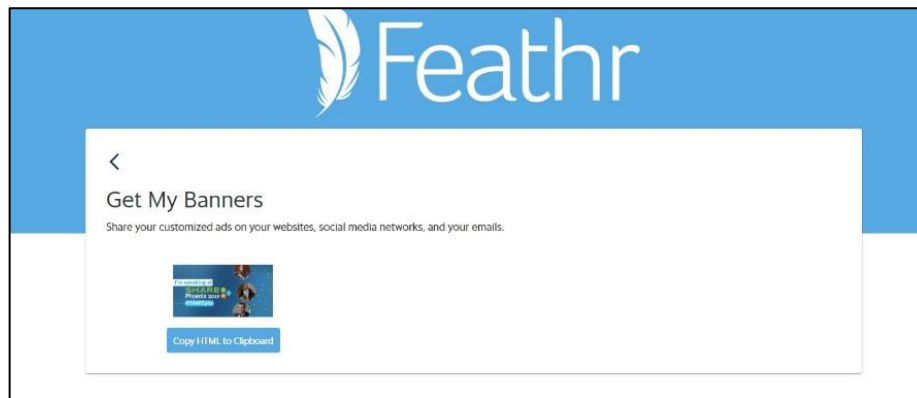 Feathr
Get My Banners
Share your customized ads on your websites, social media networks, and your emails.
I'm speaking at
SHARE
Phoenix 2019
Copy HTML to Clipboard